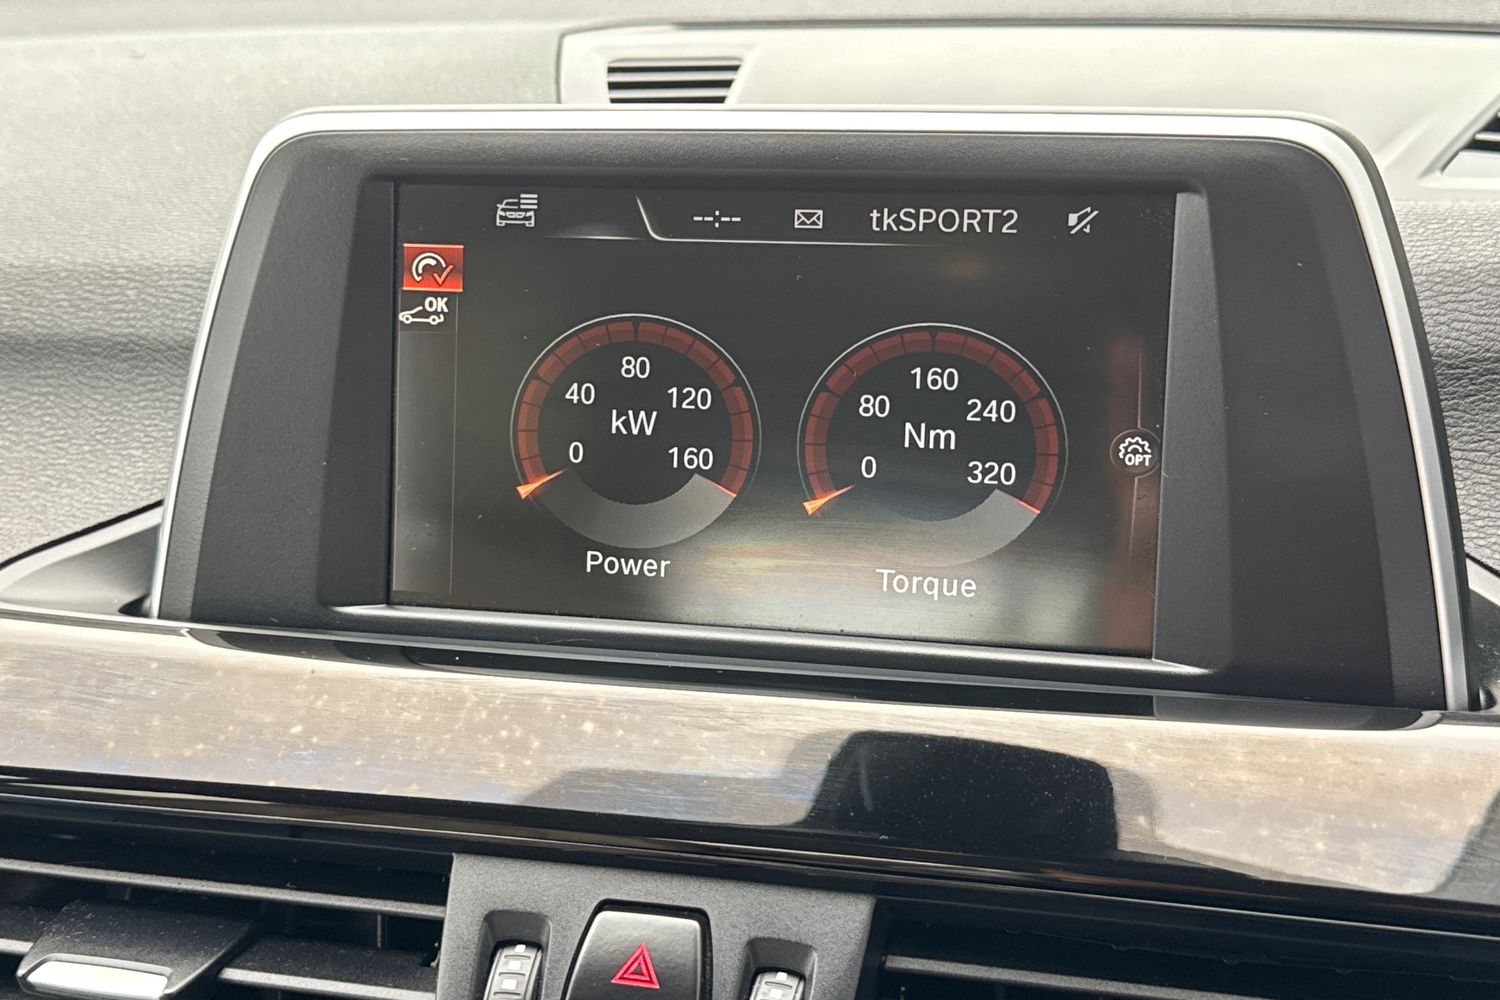 --:-- tkSPORT2
OK
80
40 120
kW
0 160
Power
160
80 240
Nm
0 320
Torque
OPT